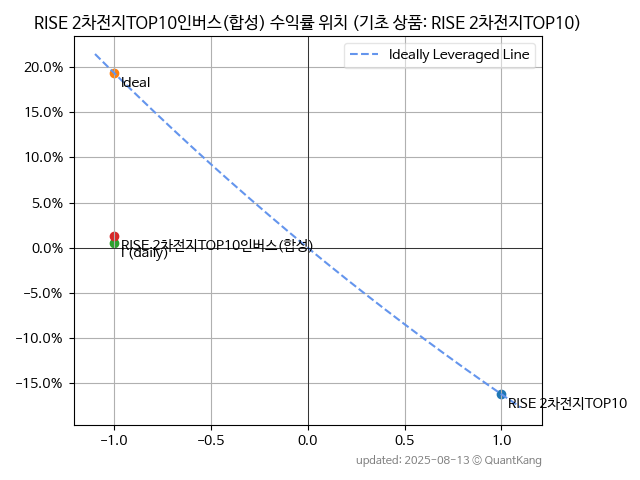 RISE 2차전지TOP10인버스(합성) 수익률 위치 (기초 상품: RISE 2차전지TOP10)
Ideally Leveraged Line
20.0%
Ideal
15.0%
10.0%
5.0%
RISE 2차전지TOP10인버스(합성)
0.0%
(daily)
−5.0%
−10.0%
−15.0%
RISE 2차전지TOP10
−1.0
−0.5
0.0
0.5
1.0
updated: 2025-08-13 © QuantKang